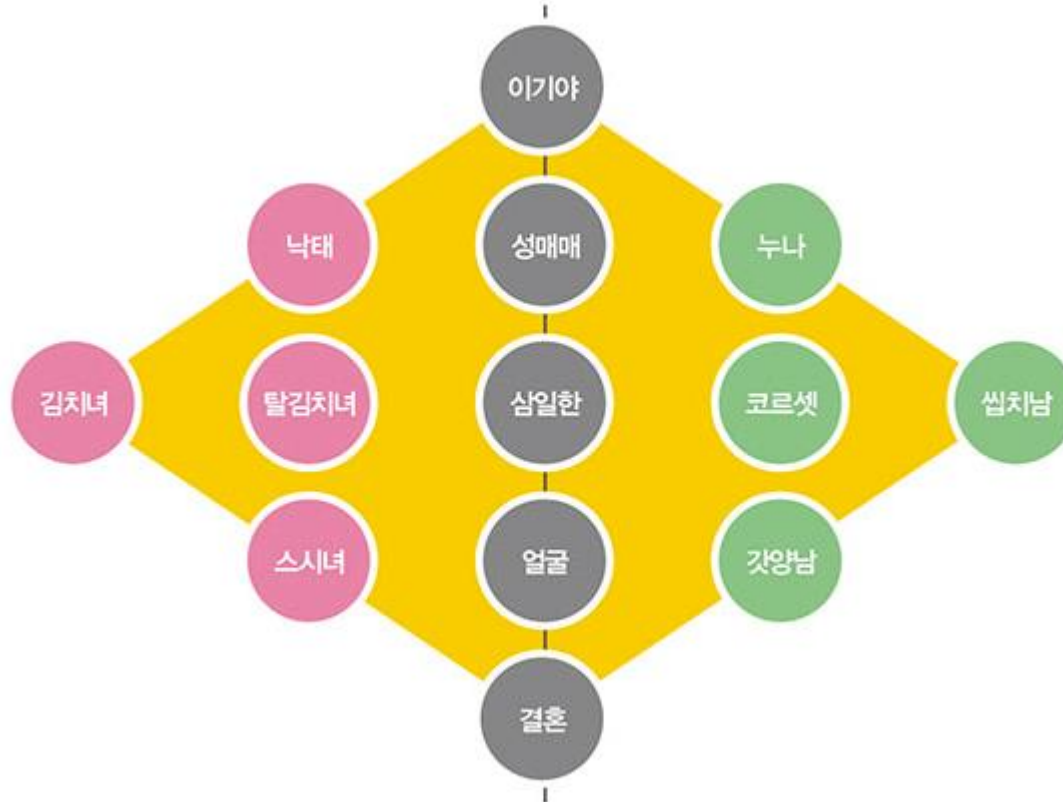 이기야
낙태 성매매 누나
김치녀 탈김치녀 삼일한 코르셋 씹치남
스시녀 얼굴 갓양남
결혼